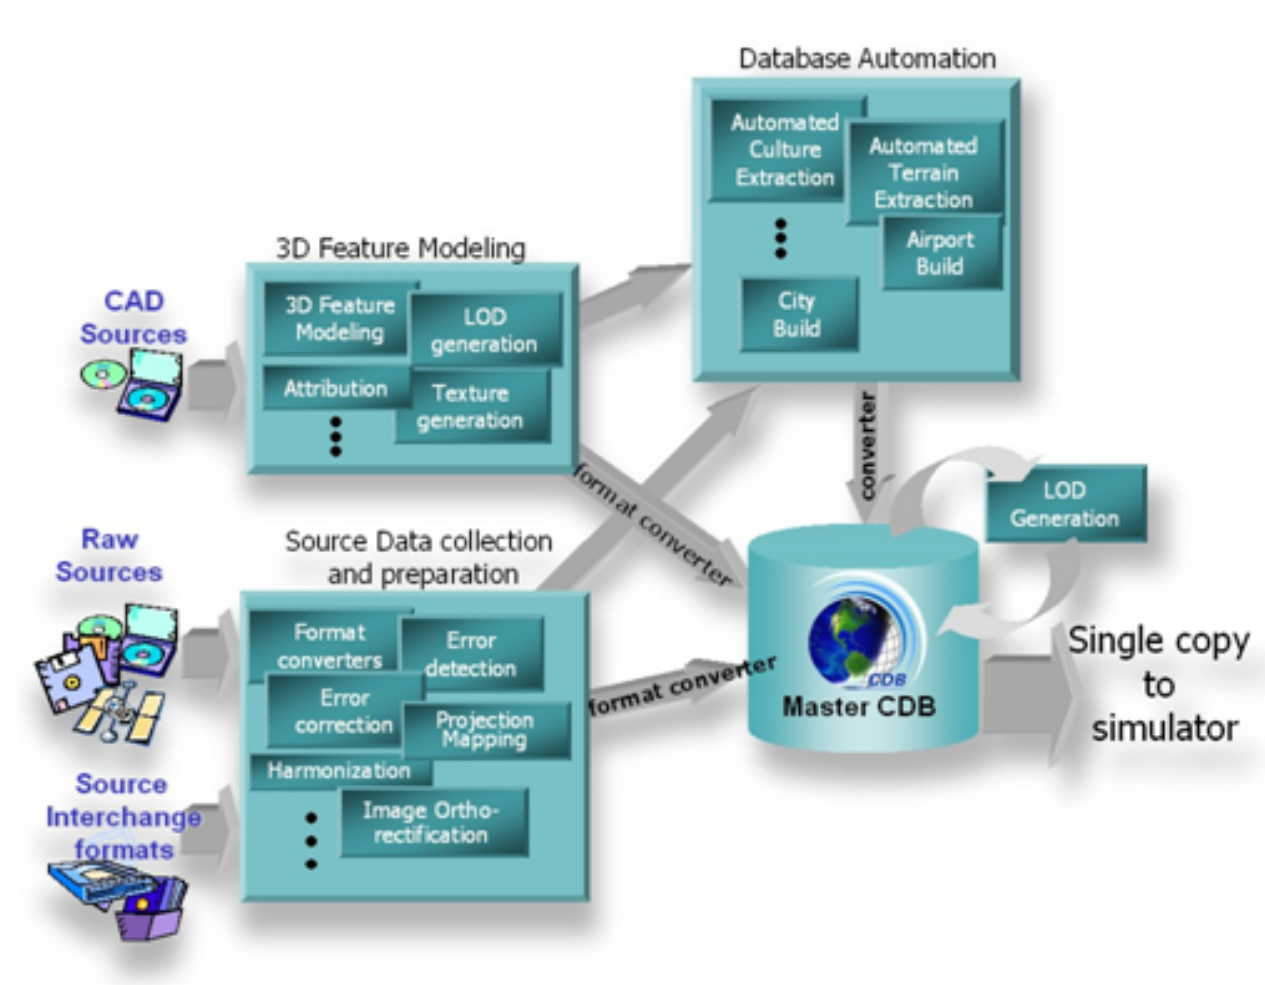 Database Automation
Automated
Culture
Extraction
Automated
Terrain
Extraction
Airport
Build
City
Build
3D Feature Modeling
3D Feature
Modeling
LOD
generation
Attribution
Texture
generation
CAD
Sources
converter
format converter
LOD
Generation
Raw
Sources
Source Data collection
and preparation
Format
converters
Error
detection
Error
correction
Projection
Mapping
Harmonization
Image Ortho-
rectification
format converter
CDB
Master CDB
Single copy
to
simulator
Source
Interchange
formats